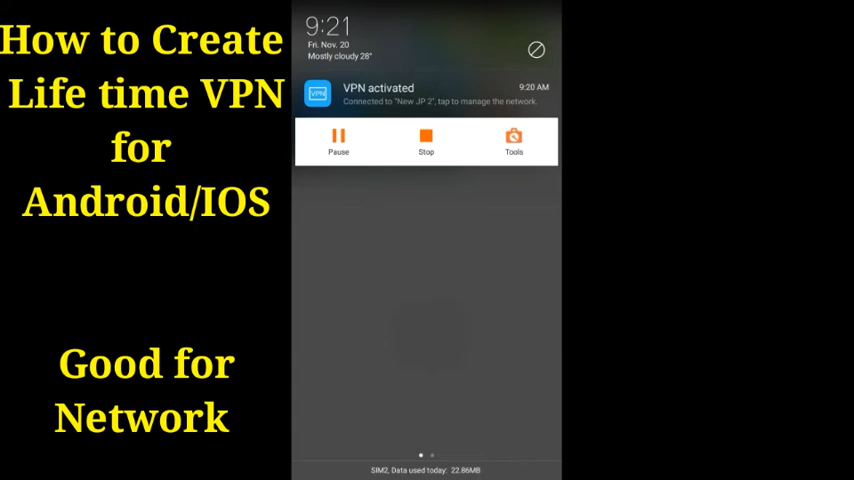 How to Create
Life time VPN
for
Android/IOS
Good for
Network
9:21
Fri. Nov. 20
Mostly cloudy 28°
VPN
VPN activated
9:20 AM
Connected to "New JP 2", tap to manage the network.
Pause
Stop
Tools
SIM2, Data used today: 22.86MB